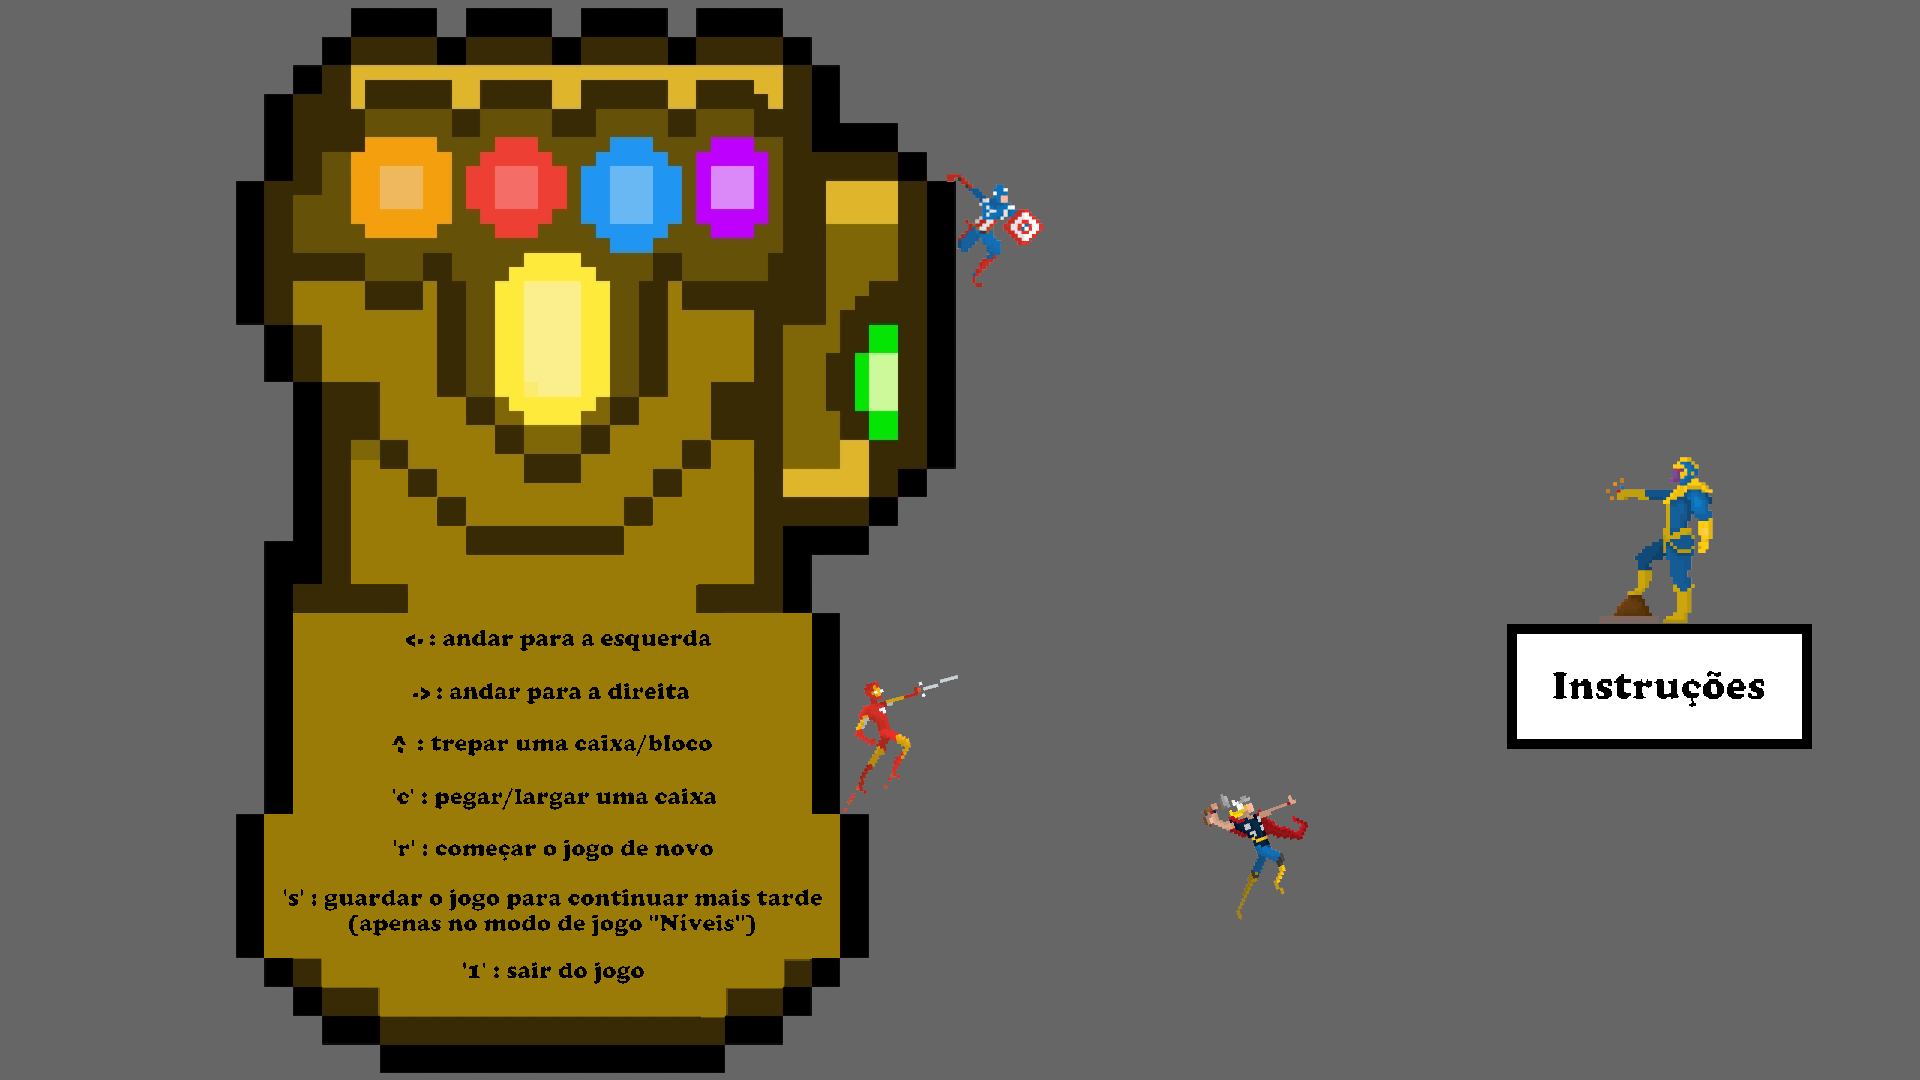 <- : andar para a esquerda
-> : andar para a direita
^ : trepar uma caixa/bloco
'c' : pegar/largar uma caixa
'r' : começar o jogo de novo
's' : guardar o jogo para continuar mais tarde
(apenas no modo de jogo "Níveis")
'1' : sair do jogo
Instruções